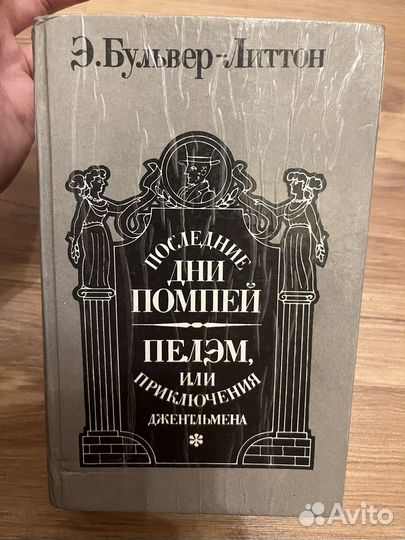 Э.Бульвер-Литтон
ПОСЛЕДНИЕ
ДНИ
ПОМПЕЙ
ПЕЛЭМ,
ИЛИ
ПРИКЛЮЧЕНИЯ
ДЖЕНТЛЬМЕНА
*
Avito